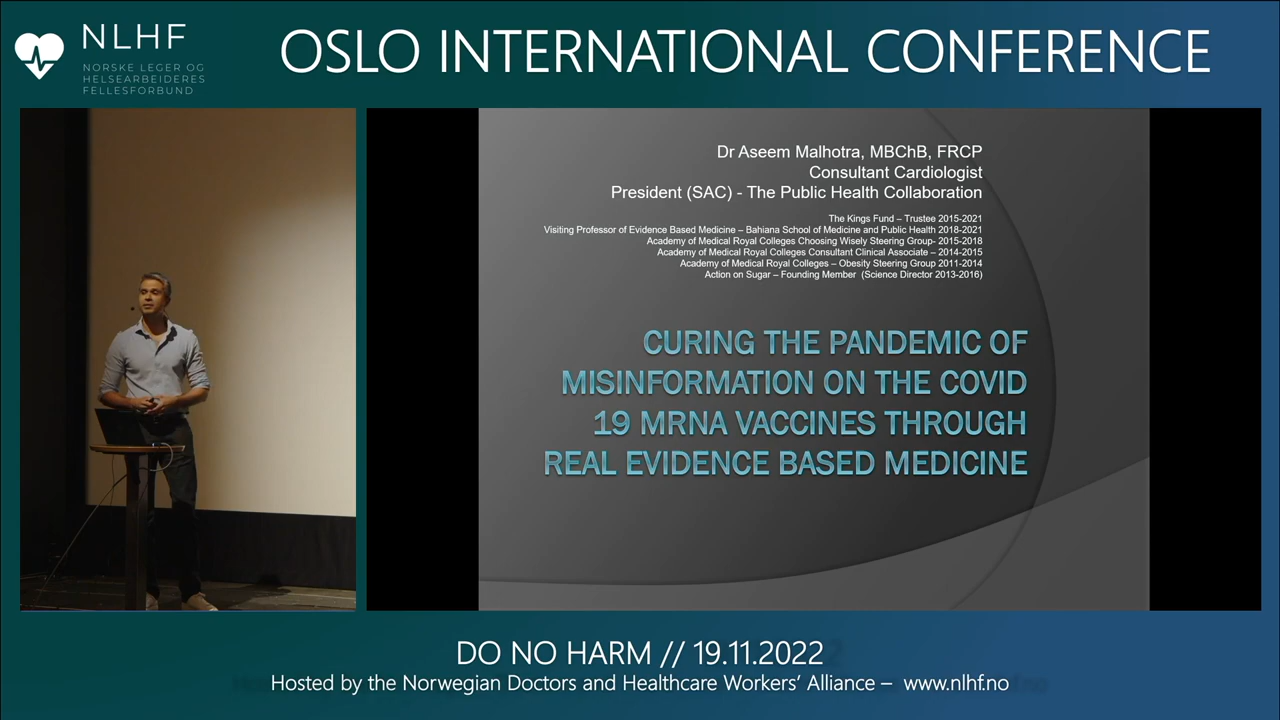 NLHF
NORSKE LEGER OG
HELSEARBEIDERES
FELLESFORBUND
OSLO INTERNATIONAL CONFERENCE
Dr Aseem Malhotra, MBChB, FRCP
Consultant Cardiologist
President (SAC) - The Public Health Collaboration
The Kings Fund – Trustee 2015-2021
Visiting Professor of Evidence Based Medicine – Bahiana School of Medicine and Public Health 2018-2021
Academy of Medical Royal Colleges Choosing Wisely Steering Group- 2015-2018
Academy of Medical Royal Colleges Consultant Clinical Associate – 2014-2015
Academy of Medical Royal Colleges – Obesity Steering Group 2011-2014
Action on Sugar – Founding Member (Science Director 2013-2016)
CURING THE PANDEMIC OF
MISINFORMATION ON THE COVID
19 MRNA VACCINES THROUGH
REAL EVIDENCE BASED MEDICINE
DO NO HARM // 19.11.2022
Hosted by the Norwegian Doctors and Healthcare Workers' Alliance – www.nlhf.no